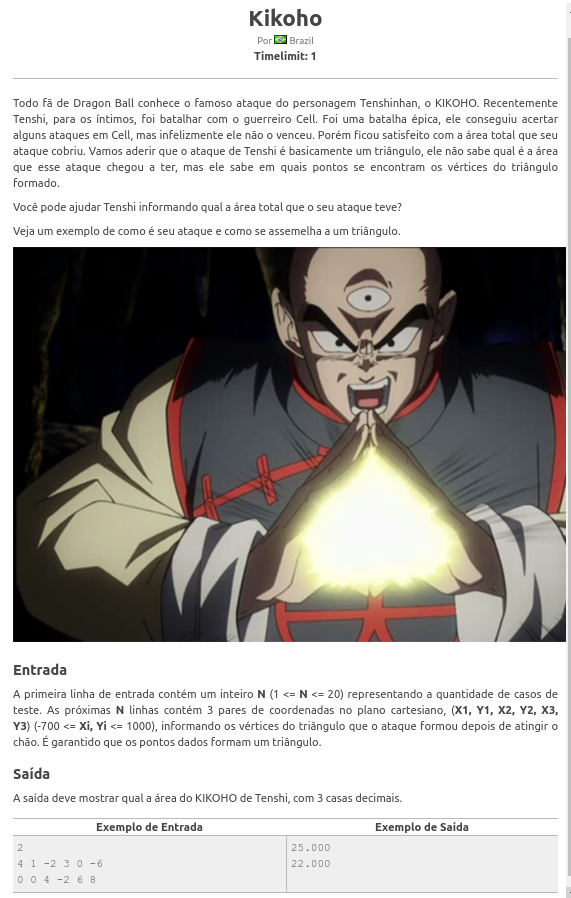 Kikoho
Por Brazil
Timelimit: 1
Todo fã de Dragon Ball conhece o famoso ataque do personagem Tenshinhan, o KIKOHO. Recentemente
Tenshi, para os íntimos, foi batalhar com o guerreiro Cell. Foi uma batalha épica, ele conseguiu acertar
alguns ataques em Cell, mas infelizmente ele não o venceu. Porém ficou satisfeito com a área total que seu
ataque cobriu. Vamos aderir que o ataque de Tenshi é basicamente um triângulo, ele não sabe qual é a área
que esse ataque chegou a ter, mas ele sabe em quais pontos se encontram os vértices do triângulo
formado.
Você pode ajudar Tenshi informando qual a área total que o seu ataque teve?
Veja um exemplo de como é seu ataque e como se assemelha a um triângulo.
Entrada
A primeira linha de entrada contém um inteiro N (1 <= N <= 20) representando a quantidade de casos de
teste. As próximas N linhas contém 3 pares de coordenadas no plano cartesiano, (X1, Y1, X2, Y2, X3,
Y3) (-700 <= Xi, Yi <= 1000), informando os vértices do triângulo que o ataque formou depois de atingir o
chão. É garantido que os pontos dados formam um triângulo.
Saída
A saída deve mostrar qual a área do KIKOHO de Tenshi, com 3 casas decimais.
Exemplo de Entrada Exemplo de Saída
2 25.000
4 1 -2 3 0 -6 22.000
0 0 4 -2 6 8